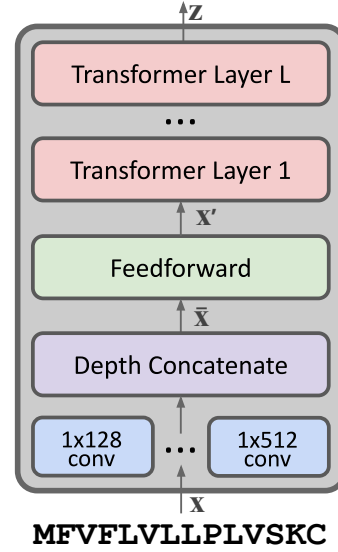 z
Transformer Layer L
...
Transformer Layer 1
x′
Feedforward
x̄
Depth Concatenate
1x128 conv ... 1x512 conv
x
MFVFLVLLPLVSKC